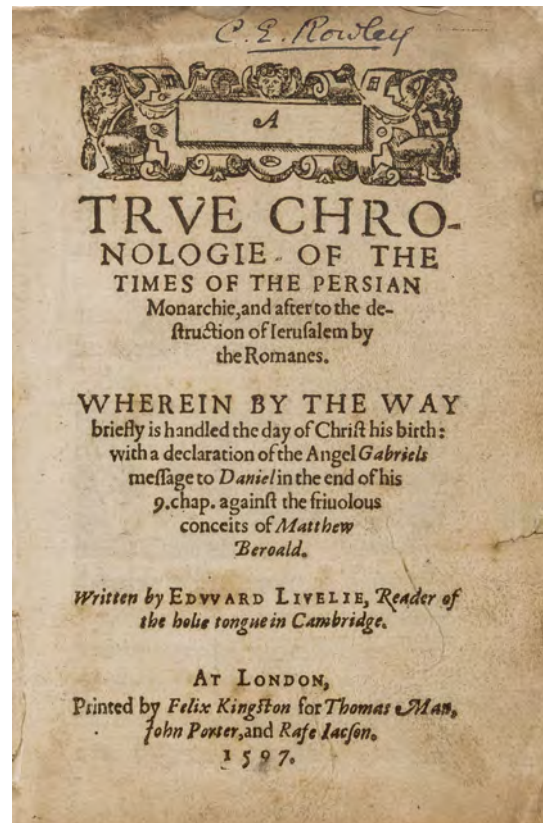 C. E. Rowley
A
TRVE CHRO-
NOLOGIE OF THE
TIMES OF THE PERSIAN
Monarchie, and after to the de-
ſtruction of Ieruſalem by
the Romanes.
WHEREIN BY THE WAY
briefly is handled the day of Chriſt his birth:
with a declaration of the Angel Gabriels
meſſage to Daniel in the end of his
9. chap. againſt the friuolous
conceits of Matthew
Beroald.
Written by EDVVARD LIVELIE, Reader of
the holie tongue in Cambridge.
AT LONDON,
Printed by Felix Kingſton for Thomas Man,
John Porter, and Rafe Iacſon.
1597.